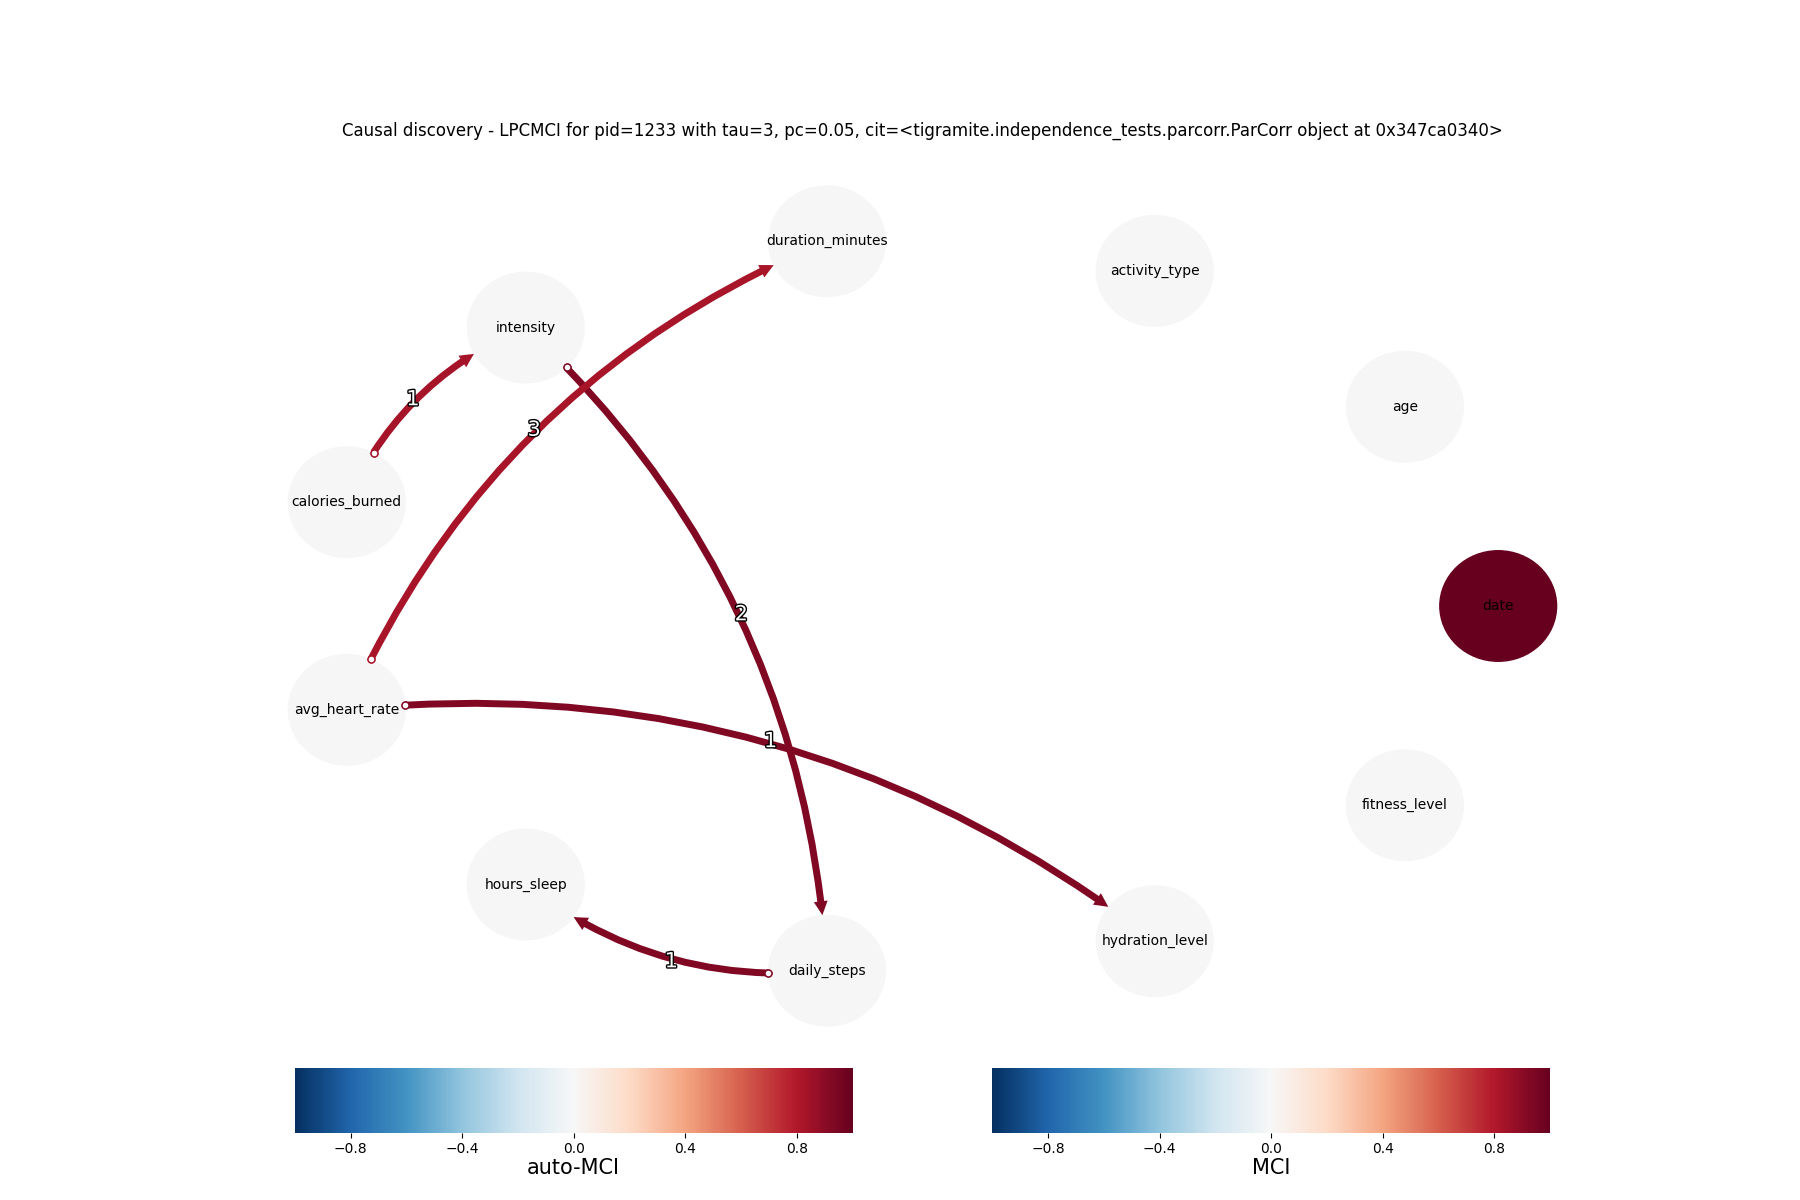 Causal discovery - LPCMCI for pid=1233 with tau=3, pc=0.05, cit=<tigramite.independence_tests.parcorr.ParCorr object at 0x347ca0340>
duration_minutes
activity_type
intensity
age
1
3
calories_burned
date
2
avg_heart_rate
1
fitness_level
hours_sleep
hydration_level
1
daily_steps
−0.8 −0.4 0.0 0.4 0.8
auto-MCI
−0.8 −0.4 0.0 0.4 0.8
MCI